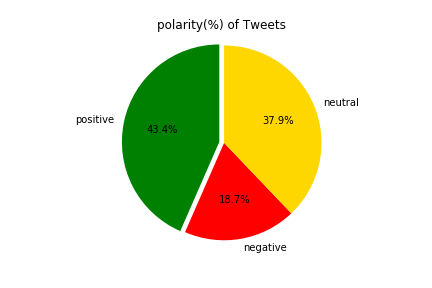 polarity(%) of Tweets
neutral
37.9%
positive
43.4%
18.7%
negative